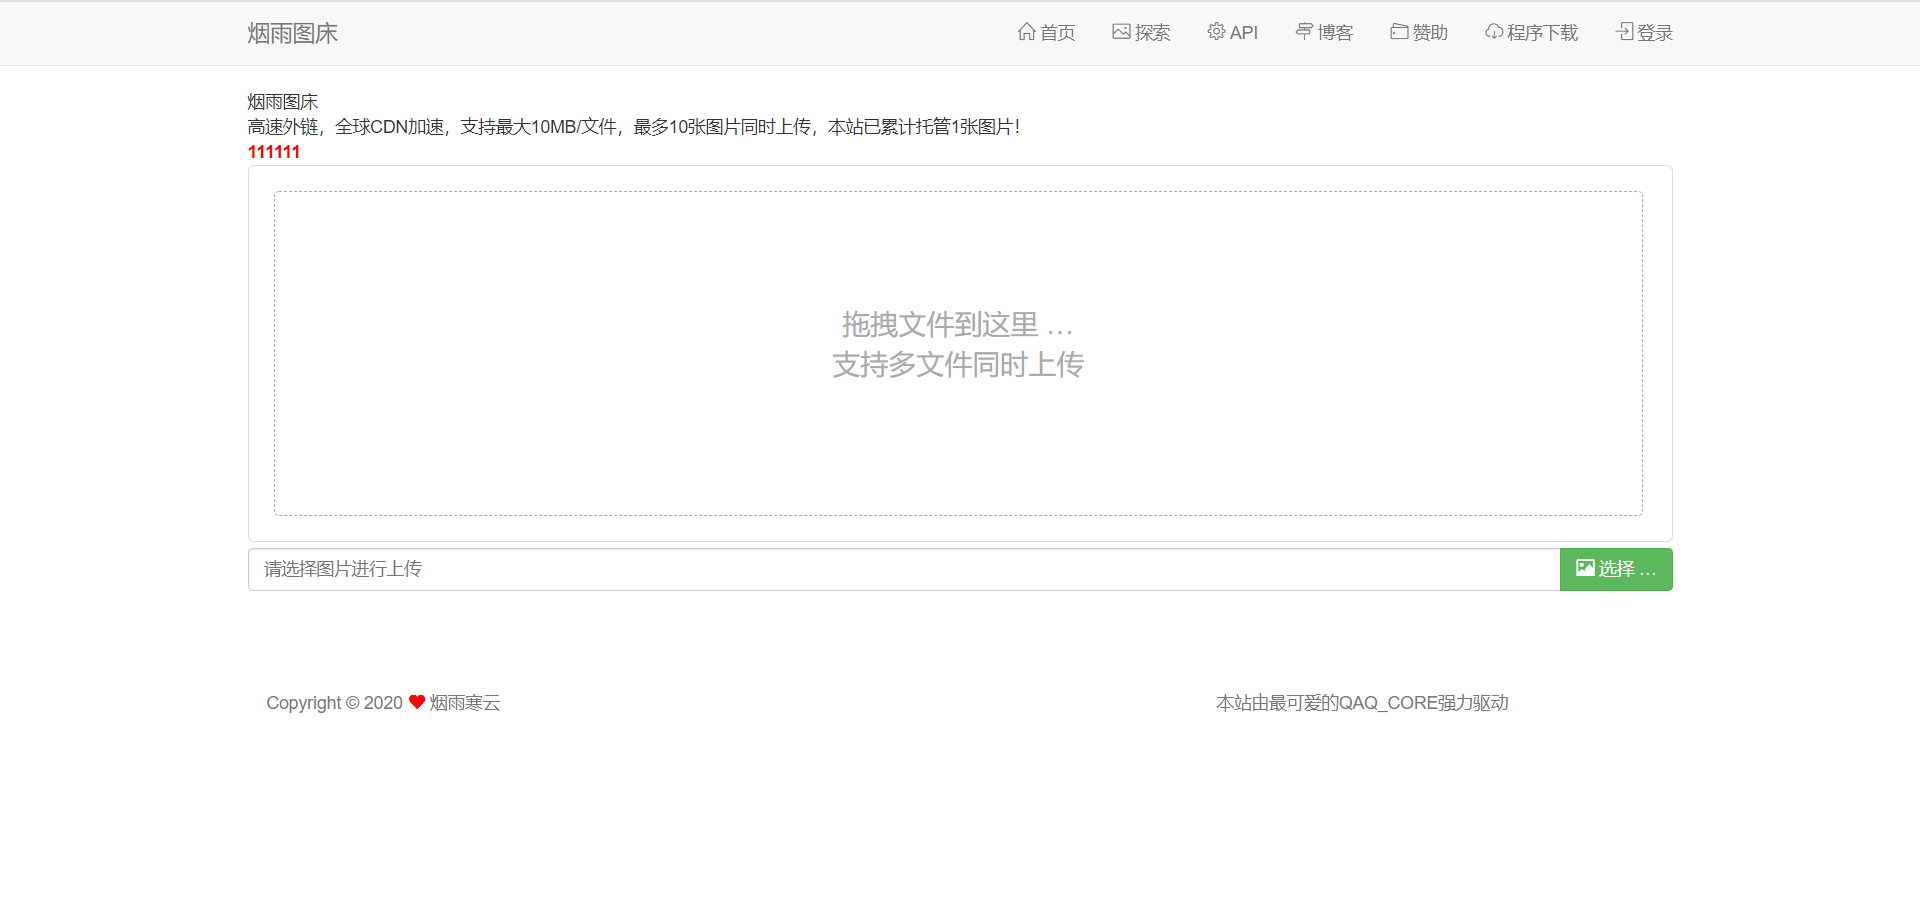 烟雨图床
首页 探索 API 博客 赞助 程序下载 登录
烟雨图床
高速外链，全球CDN加速，支持最大10MB/文件，最多10张图片同时上传，本站已累计托管1张图片！
111111
拖拽文件到这里 …
支持多文件同时上传
请选择图片进行上传
选择 …
Copyright © 2020 ❤ 烟雨寒云
本站由最可爱的QAQ_CORE强力驱动